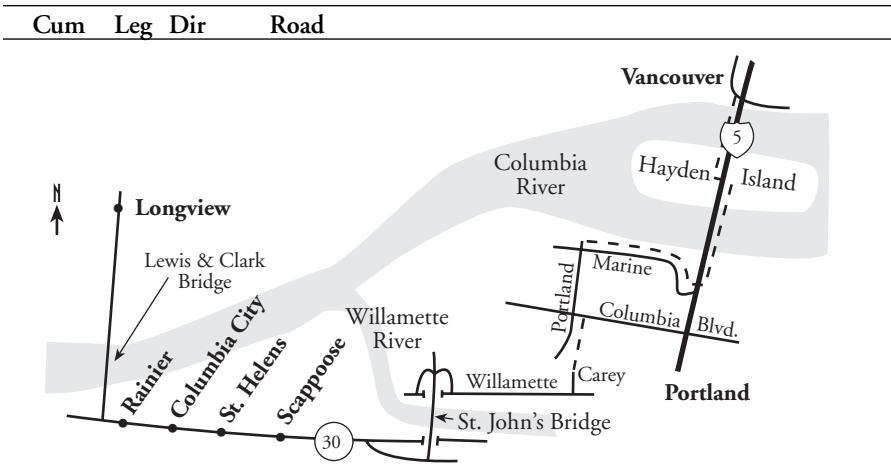 Cum Leg Dir Road
Vancouver
5
Columbia
River
Hayden Island
N
Longview
Lewis & Clark
Bridge
Marine
Portland
Columbia Blvd.
Willamette
River
Rainier
Columbia City
St. Helens
Scappoose
Willamette
Carey
Portland
St. John's Bridge
30